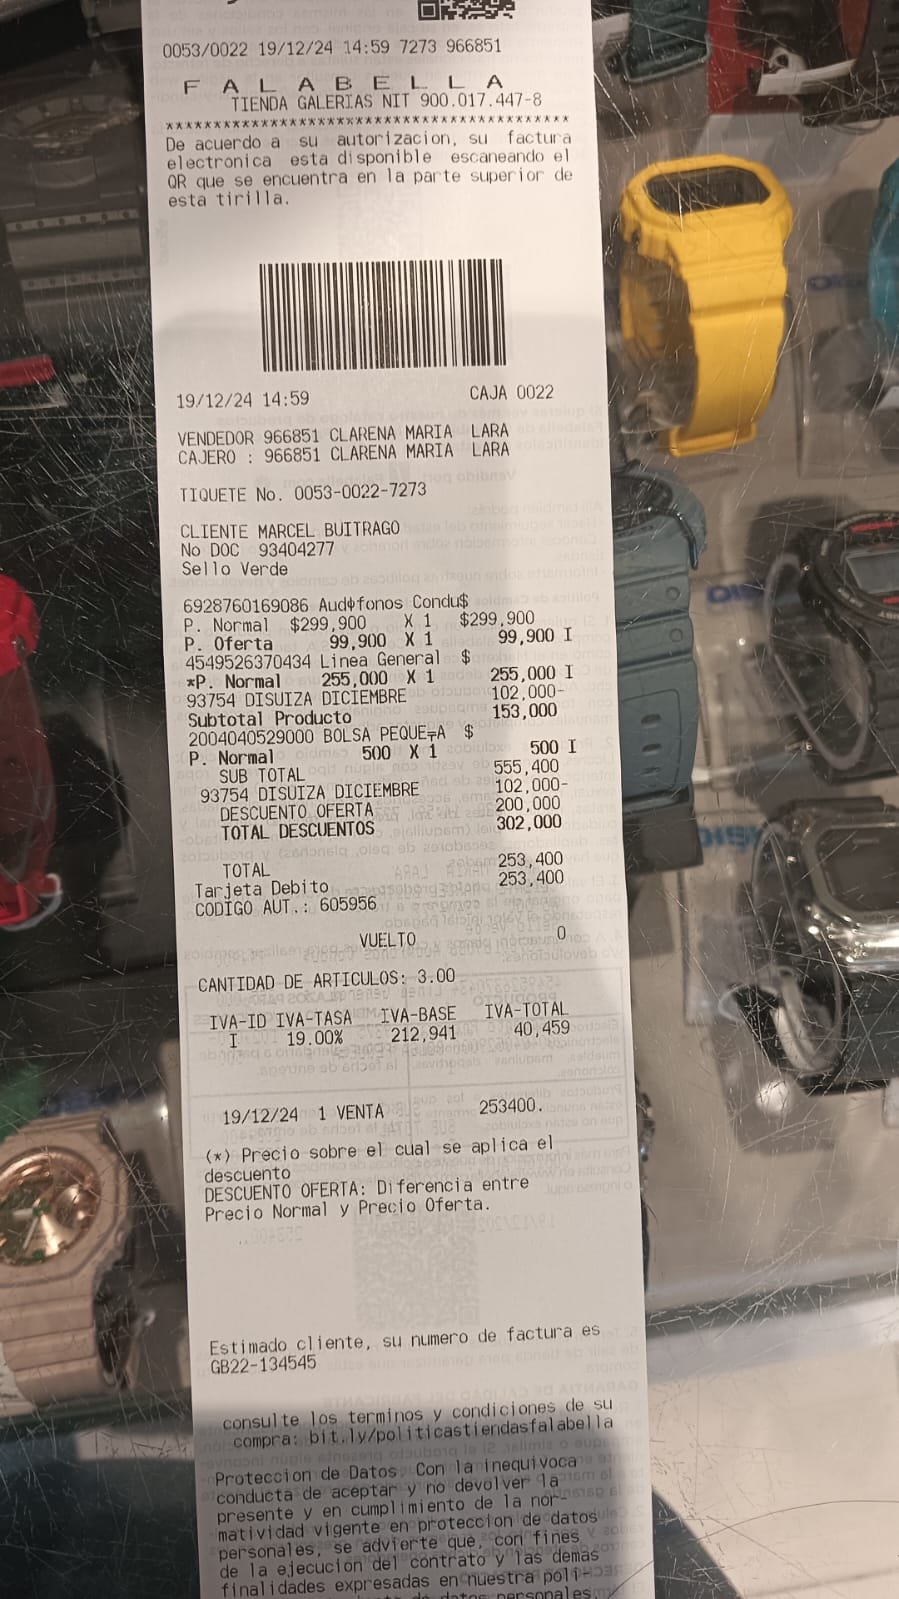 0053/0022 19/12/24 14:59 7273 966851
F A L A B E L L A
TIENDA GALERIAS NIT 900.017.447-8
******************************************
De acuerdo a su autorizacion, su factura
electronica esta disponible escaneando el
QR que se encuentra en la parte superior de
esta tirilla.
19/12/24 14:59 CAJA 0022
VENDEDOR 966851 CLARENA MARIA LARA
CAJERO : 966851 CLARENA MARIA LARA
TIQUETE No. 0053-0022-7273
CLIENTE MARCEL BUITRAGO
No DOC 93404277
Sello Verde
6928760169086 Audífonos Condu$
P. Normal $299,900 X 1 $299,900
P. Oferta 99,900 X 1 99,900 I
4549526370434 Linea General $
*P. Normal 255,000 X 1 255,000 I
93754 DISUIZA DICIEMBRE 102,000-
Subtotal Producto 153,000
2004040529000 BOLSA PEQUE╤A $
P. Normal 500 X 1 500 I
SUB TOTAL 555,400
93754 DISUIZA DICIEMBRE 102,000-
DESCUENTO OFERTA 200,000
TOTAL DESCUENTOS 302,000
TOTAL 253,400
Tarjeta Debito 253,400
CODIGO AUT.: 605956
VUELTO 0
CANTIDAD DE ARTICULOS: 3.00
IVA-ID IVA-TASA IVA-BASE IVA-TOTAL
I 19.00% 212,941 40,459
19/12/24 1 VENTA 253400.
(*) Precio sobre el cual se aplica el
descuento
DESCUENTO OFERTA: Diferencia entre
Precio Normal y Precio Oferta.
Estimado cliente, su numero de factura es
GB22-134545
consulte los terminos y condiciones de su
compra: bit.ly/politicastiendasfalabella
Proteccion de Datos. Con la inequivoca
conducta de aceptar y no devolver la
presente y en cumplimiento de la nor-
matividad vigente en proteccion de datos
personales, se advierte que, con fines
de la ejecucion del contrato y las demas
finalidades expresadas en nuestra poli-
datos personales,